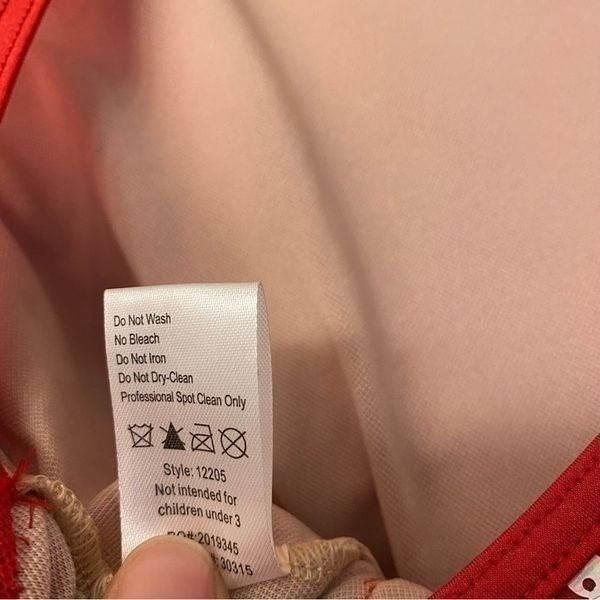 Do Not Wash
No Bleach
Do Not Iron
Do Not Dry-Clean
Professional Spot Clean Only
Style: 12205
Not intended for
children under 3
PO#:2019345
#:30315